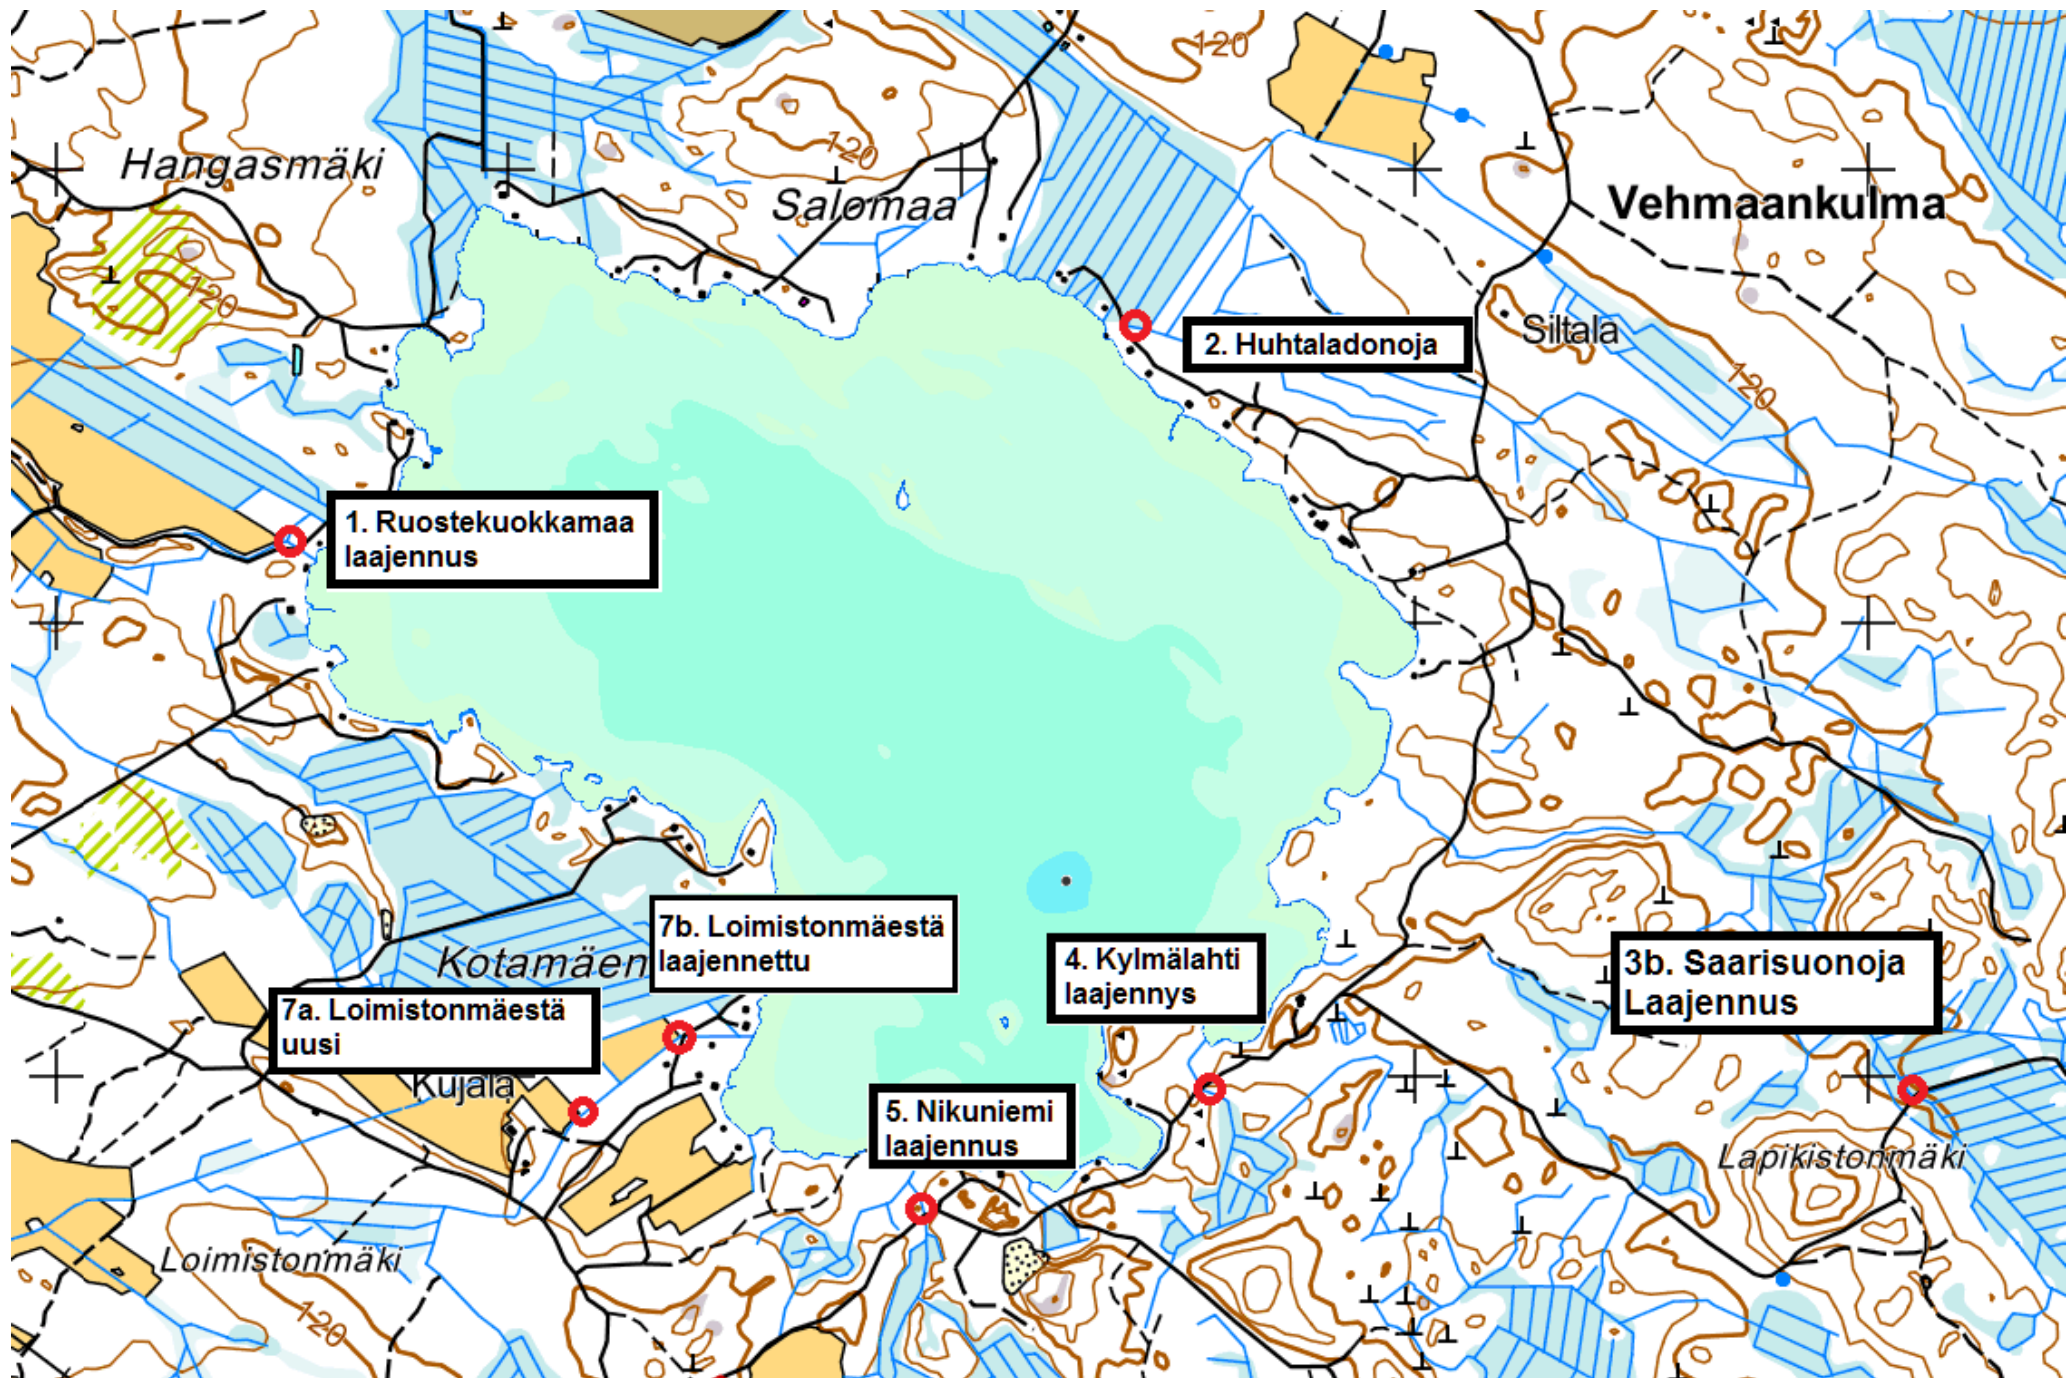 120
Hangasmäki
120
Salomaa
Vehmaankulma
120
2. Huhtaladonoja
Siltala
120
1. Ruostekuokkamaa
laajennus
7b. Loimistonmäestä
laajennettu
Kotamäen
4. Kylmälahti
laajennys
3b. Saarisuonoja
Laajennus
7a. Loimistonmäestä
uusi
Kujala
5. Nikuniemi
laajennus
Lapikistonmäki
Loimistonmäki
120